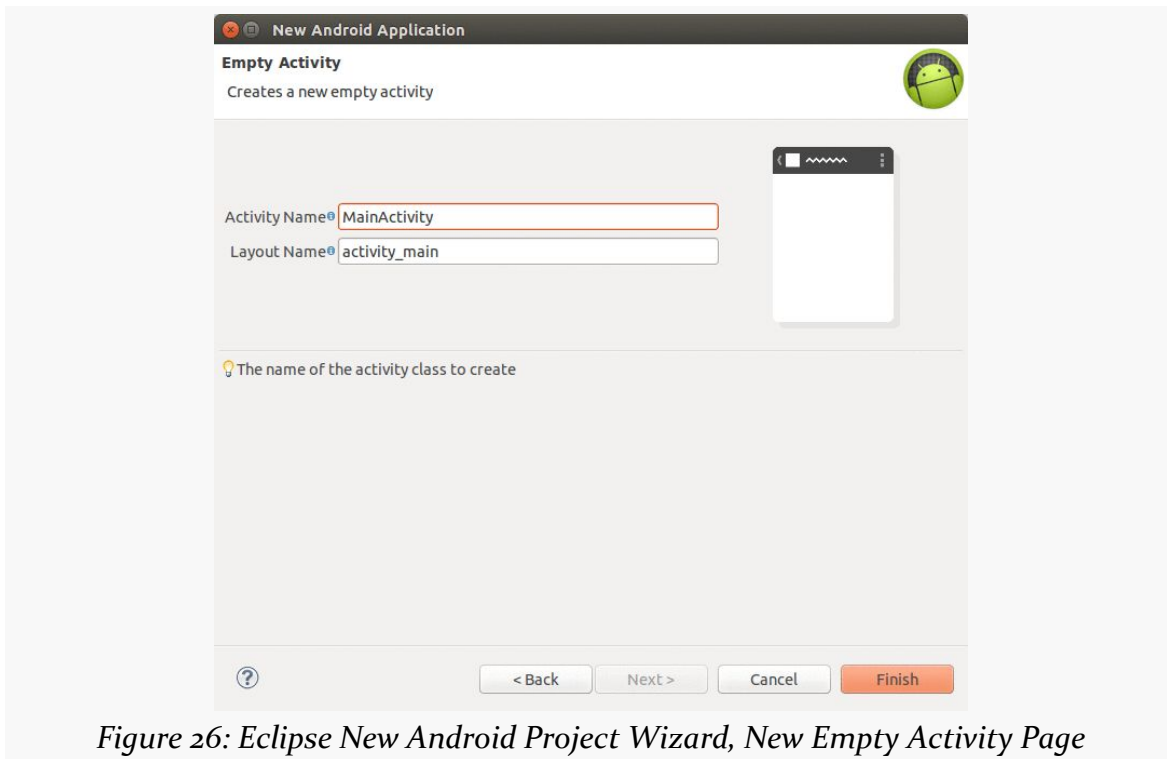 New Android Application
Empty Activity
Creates a new empty activity
Activity Name MainActivity
Layout Name activity_main
The name of the activity class to create
? < Back Next > Cancel Finish
Figure 26: Eclipse New Android Project Wizard, New Empty Activity Page